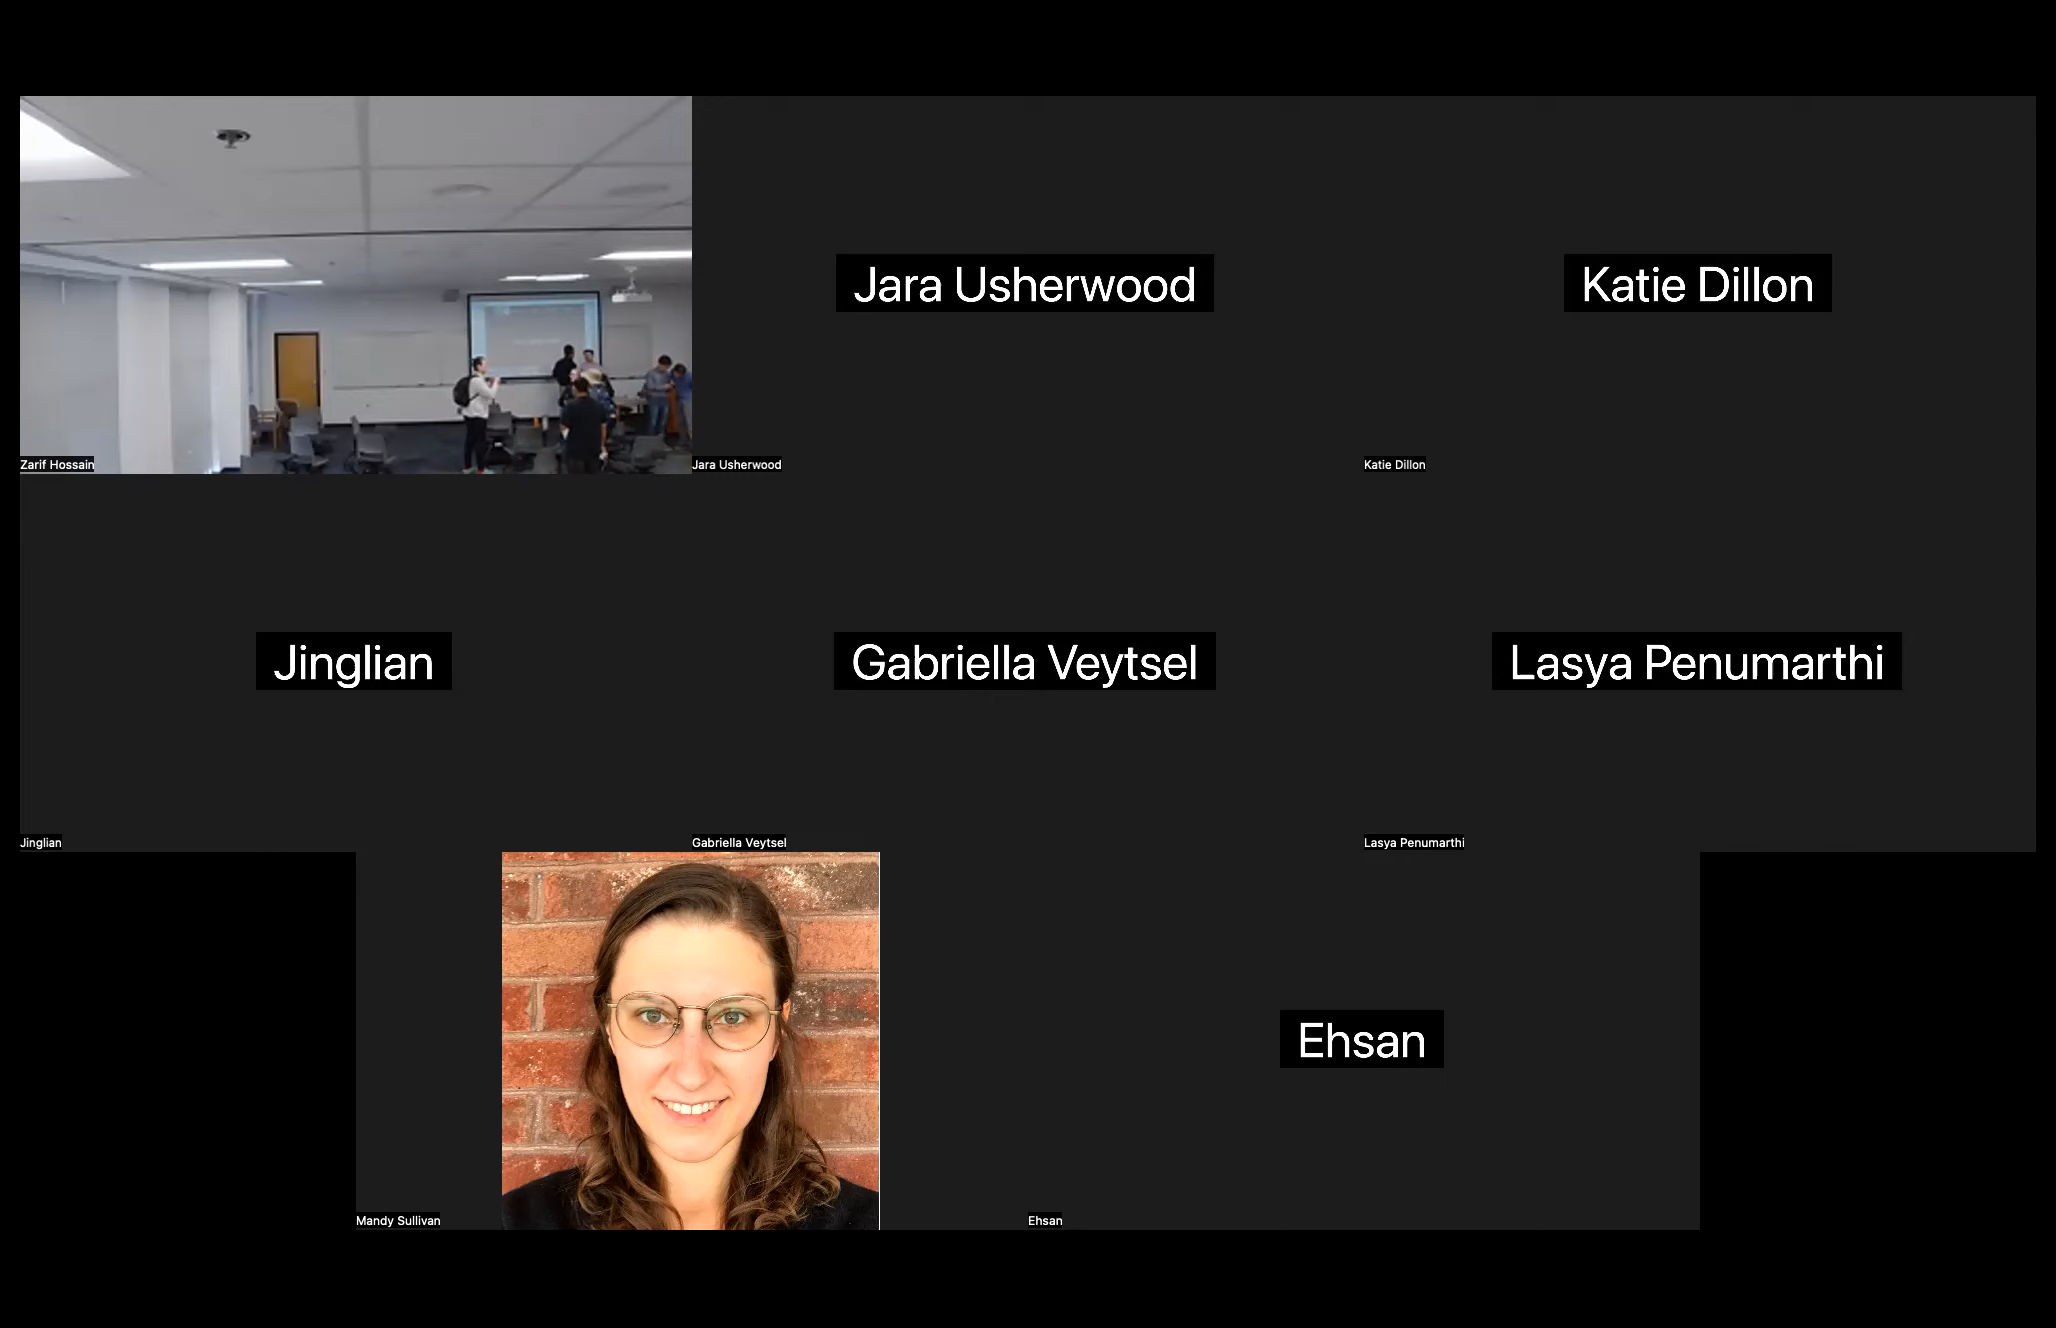 Jara Usherwood
Katie Dillon
Zarif Hossain
Jara Usherwood
Katie Dillon
Jinglian
Gabriella Veytsel
Lasya Penumarthi
Jinglian
Gabriella Veytsel
Lasya Penumarthi
Ehsan
Mandy Sullivan
Ehsan